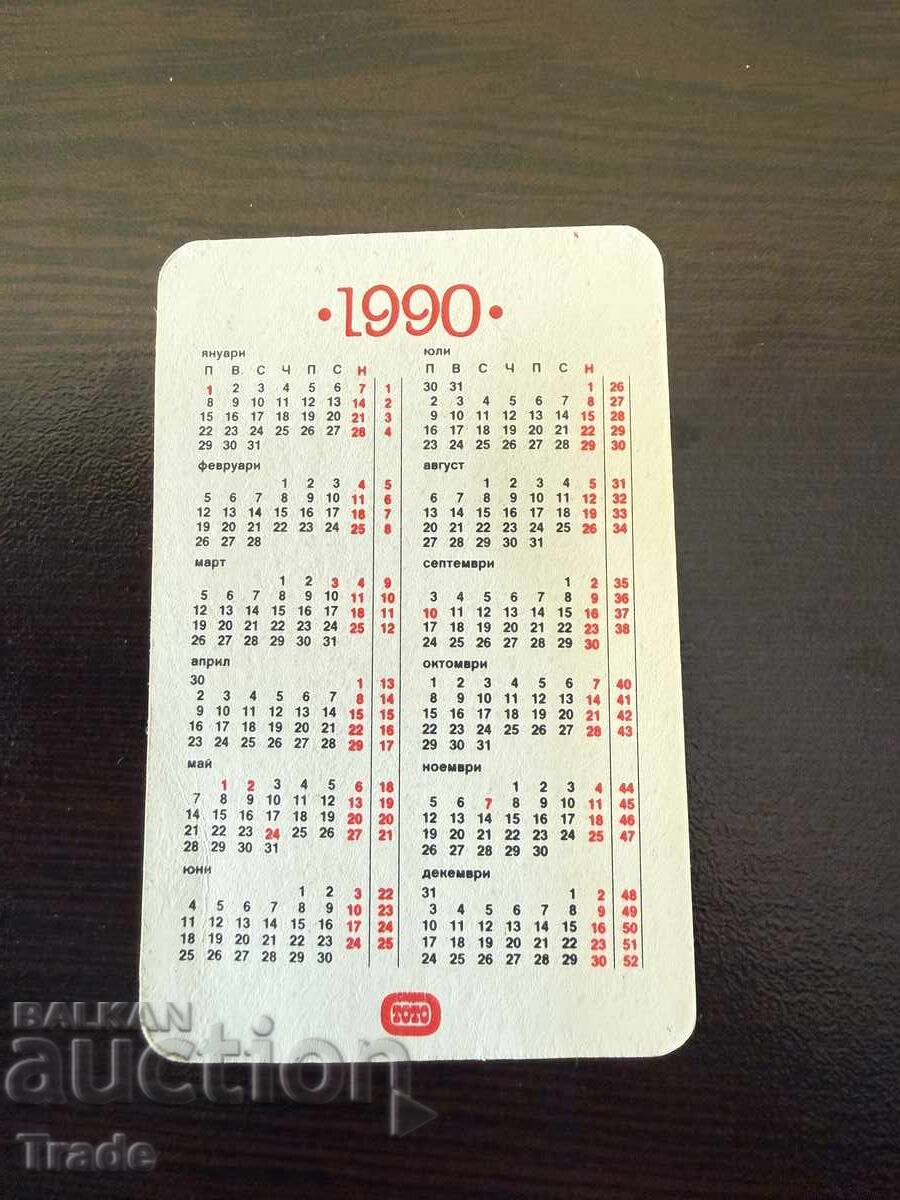 •1990•
януари
П В С Ч П С Н
1 2 3 4 5 6 7 1
8 9 10 11 12 13 14 2
15 16 17 18 19 20 21 3
22 23 24 25 26 27 28 4
29 30 31
февруари
1 2 3 4 5
5 6 7 8 9 10 11 6
12 13 14 15 16 17 18 7
19 20 21 22 23 24 25 8
26 27 28
март
1 2 3 4 9
5 6 7 8 9 10 11 10
12 13 14 15 16 17 18 11
19 20 21 22 23 24 25 12
26 27 28 29 30 31
април
30 1 13
2 3 4 5 6 7 8 14
9 10 11 12 13 14 15 15
16 17 18 19 20 21 22 16
23 24 25 26 27 28 29 17
май
1 2 3 4 5 6 18
7 8 9 10 11 12 13 19
14 15 16 17 18 19 20 20
21 22 23 24 25 26 27 21
28 29 30 31
юни
1 2 3 22
4 5 6 7 8 9 10 23
11 12 13 14 15 16 17 24
18 19 20 21 22 23 24 25
25 26 27 28 29 30
юли
П В С Ч П С Н
30 31 1 26
2 3 4 5 6 7 8 27
9 10 11 12 13 14 15 28
16 17 18 19 20 21 22 29
23 24 25 26 27 28 29 30
август
1 2 3 4 5 31
6 7 8 9 10 11 12 32
13 14 15 16 17 18 19 33
20 21 22 23 24 25 26 34
27 28 29 30 31
септември
1 2 35
3 4 5 6 7 8 9 36
10 11 12 13 14 15 16 37
17 18 19 20 21 22 23 38
24 25 26 27 28 29 30
октомври
1 2 3 4 5 6 7 40
8 9 10 11 12 13 14 41
15 16 17 18 19 20 21 42
22 23 24 25 26 27 28 43
29 30 31
ноември
1 2 3 4 44
5 6 7 8 9 10 11 45
12 13 14 15 16 17 18 46
19 20 21 22 23 24 25 47
26 27 28 29 30
декември
31 1 2 48
3 4 5 6 7 8 9 49
10 11 12 13 14 15 16 50
17 18 19 20 21 22 23 51
24 25 26 27 28 29 30 52
ТОТО
BALKAN
auction
Trade